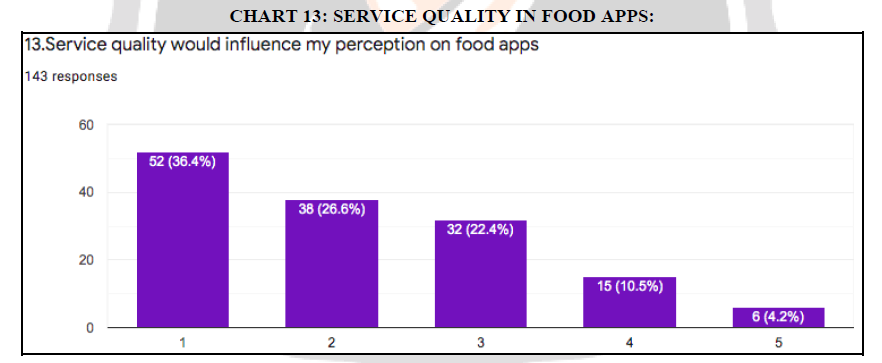 CHART 13: SERVICE QUALITY IN FOOD APPS:
13.Service quality would influence my perception on food apps
143 responses
60
40
20
0
52 (36.4%)
38 (26.6%)
32 (22.4%)
15 (10.5%)
6 (4.2%)
1 2 3 4 5